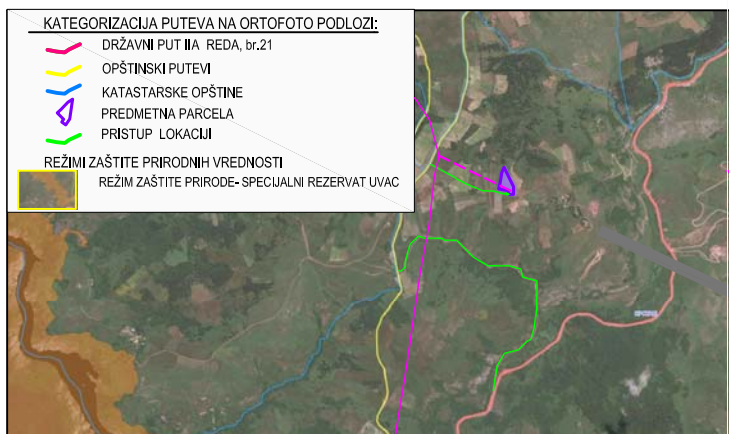 KATEGORIZACIJA PUTEVA NA ORTOFOTO PODLOZI:
DRŽAVNI PUT IIA REDA, br.21
OPŠTINSKI PUTEVI
KATASTARSKE OPŠTINE
PREDMETNA PARCELA
PRISTUP LOKACIJI
REŽIMI ZAŠTITE PRIRODNIH VREDNOSTI
REŽIM ZAŠTITE PRIRODE- SPECIJALNI REZERVAT UVAC